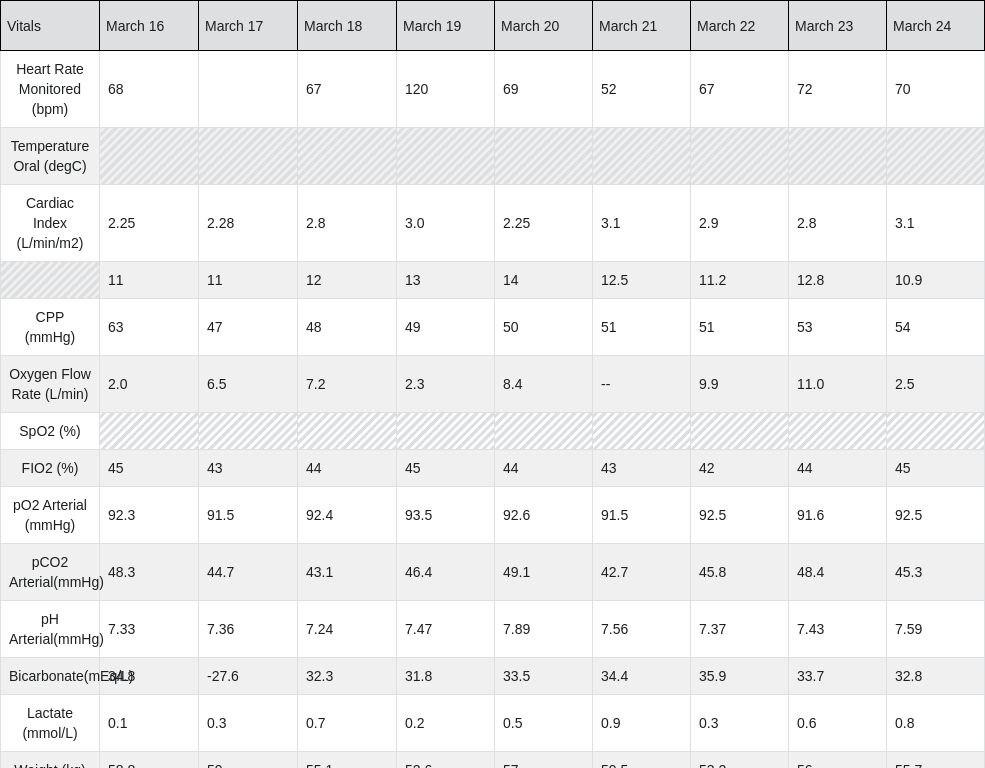 Vitals March 16 March 17 March 18 March 19 March 20 March 21 March 22 March 23 March 24
Heart Rate
Monitored
(bpm)
68 67 120 69 52 67 72 70
Temperature
Oral (degC)
Cardiac
Index
(L/min/m2)
2.25 2.28 2.8 3.0 2.25 3.1 2.9 2.8 3.1
11 11 12 13 14 12.5 11.2 12.8 10.9
CPP
(mmHg)
63 47 48 49 50 51 51 53 54
Oxygen Flow
Rate (L/min)
2.0 6.5 7.2 2.3 8.4 -- 9.9 11.0 2.5
SpO2 (%)
FIO2 (%) 45 43 44 45 44 43 42 44 45
pO2 Arterial
(mmHg)
92.3 91.5 92.4 93.5 92.6 91.5 92.5 91.6 92.5
pCO2
Arterial(mmHg)
48.3 44.7 43.1 46.4 49.1 42.7 45.8 48.4 45.3
pH
Arterial(mmHg)
7.33 7.36 7.24 7.47 7.89 7.56 7.37 7.43 7.59
Bicarbonate(mEq/L) 34.8 -27.6 32.3 31.8 33.5 34.4 35.9 33.7 32.8
Lactate
(mmol/L)
0.1 0.3 0.7 0.2 0.5 0.9 0.3 0.6 0.8
Weight (kg)